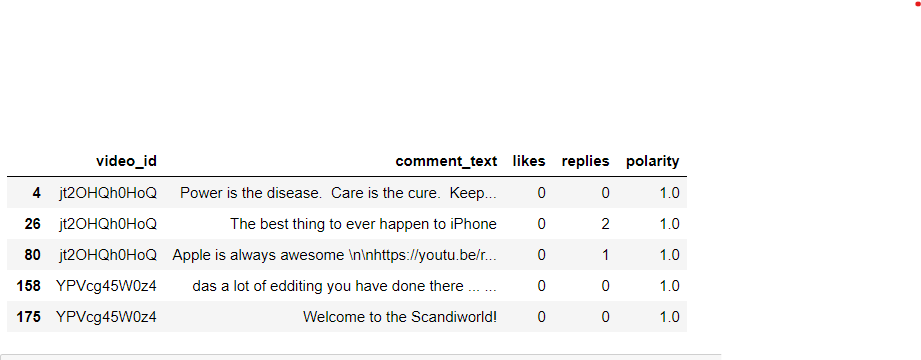 video_id comment_text likes replies polarity
4 jt2OHQh0HoQ Power is the disease.  Care is the cure.  Keep... 0 0 1.0
26 jt2OHQh0HoQ The best thing to ever happen to iPhone 0 2 1.0
80 jt2OHQh0HoQ Apple is always awesome \n\nhttps://youtu.be/r... 0 1 1.0
158 YPVcg45W0z4 das a lot of edditing you have done there ... ... 0 0 1.0
175 YPVcg45W0z4 Welcome to the Scandiworld! 0 0 1.0